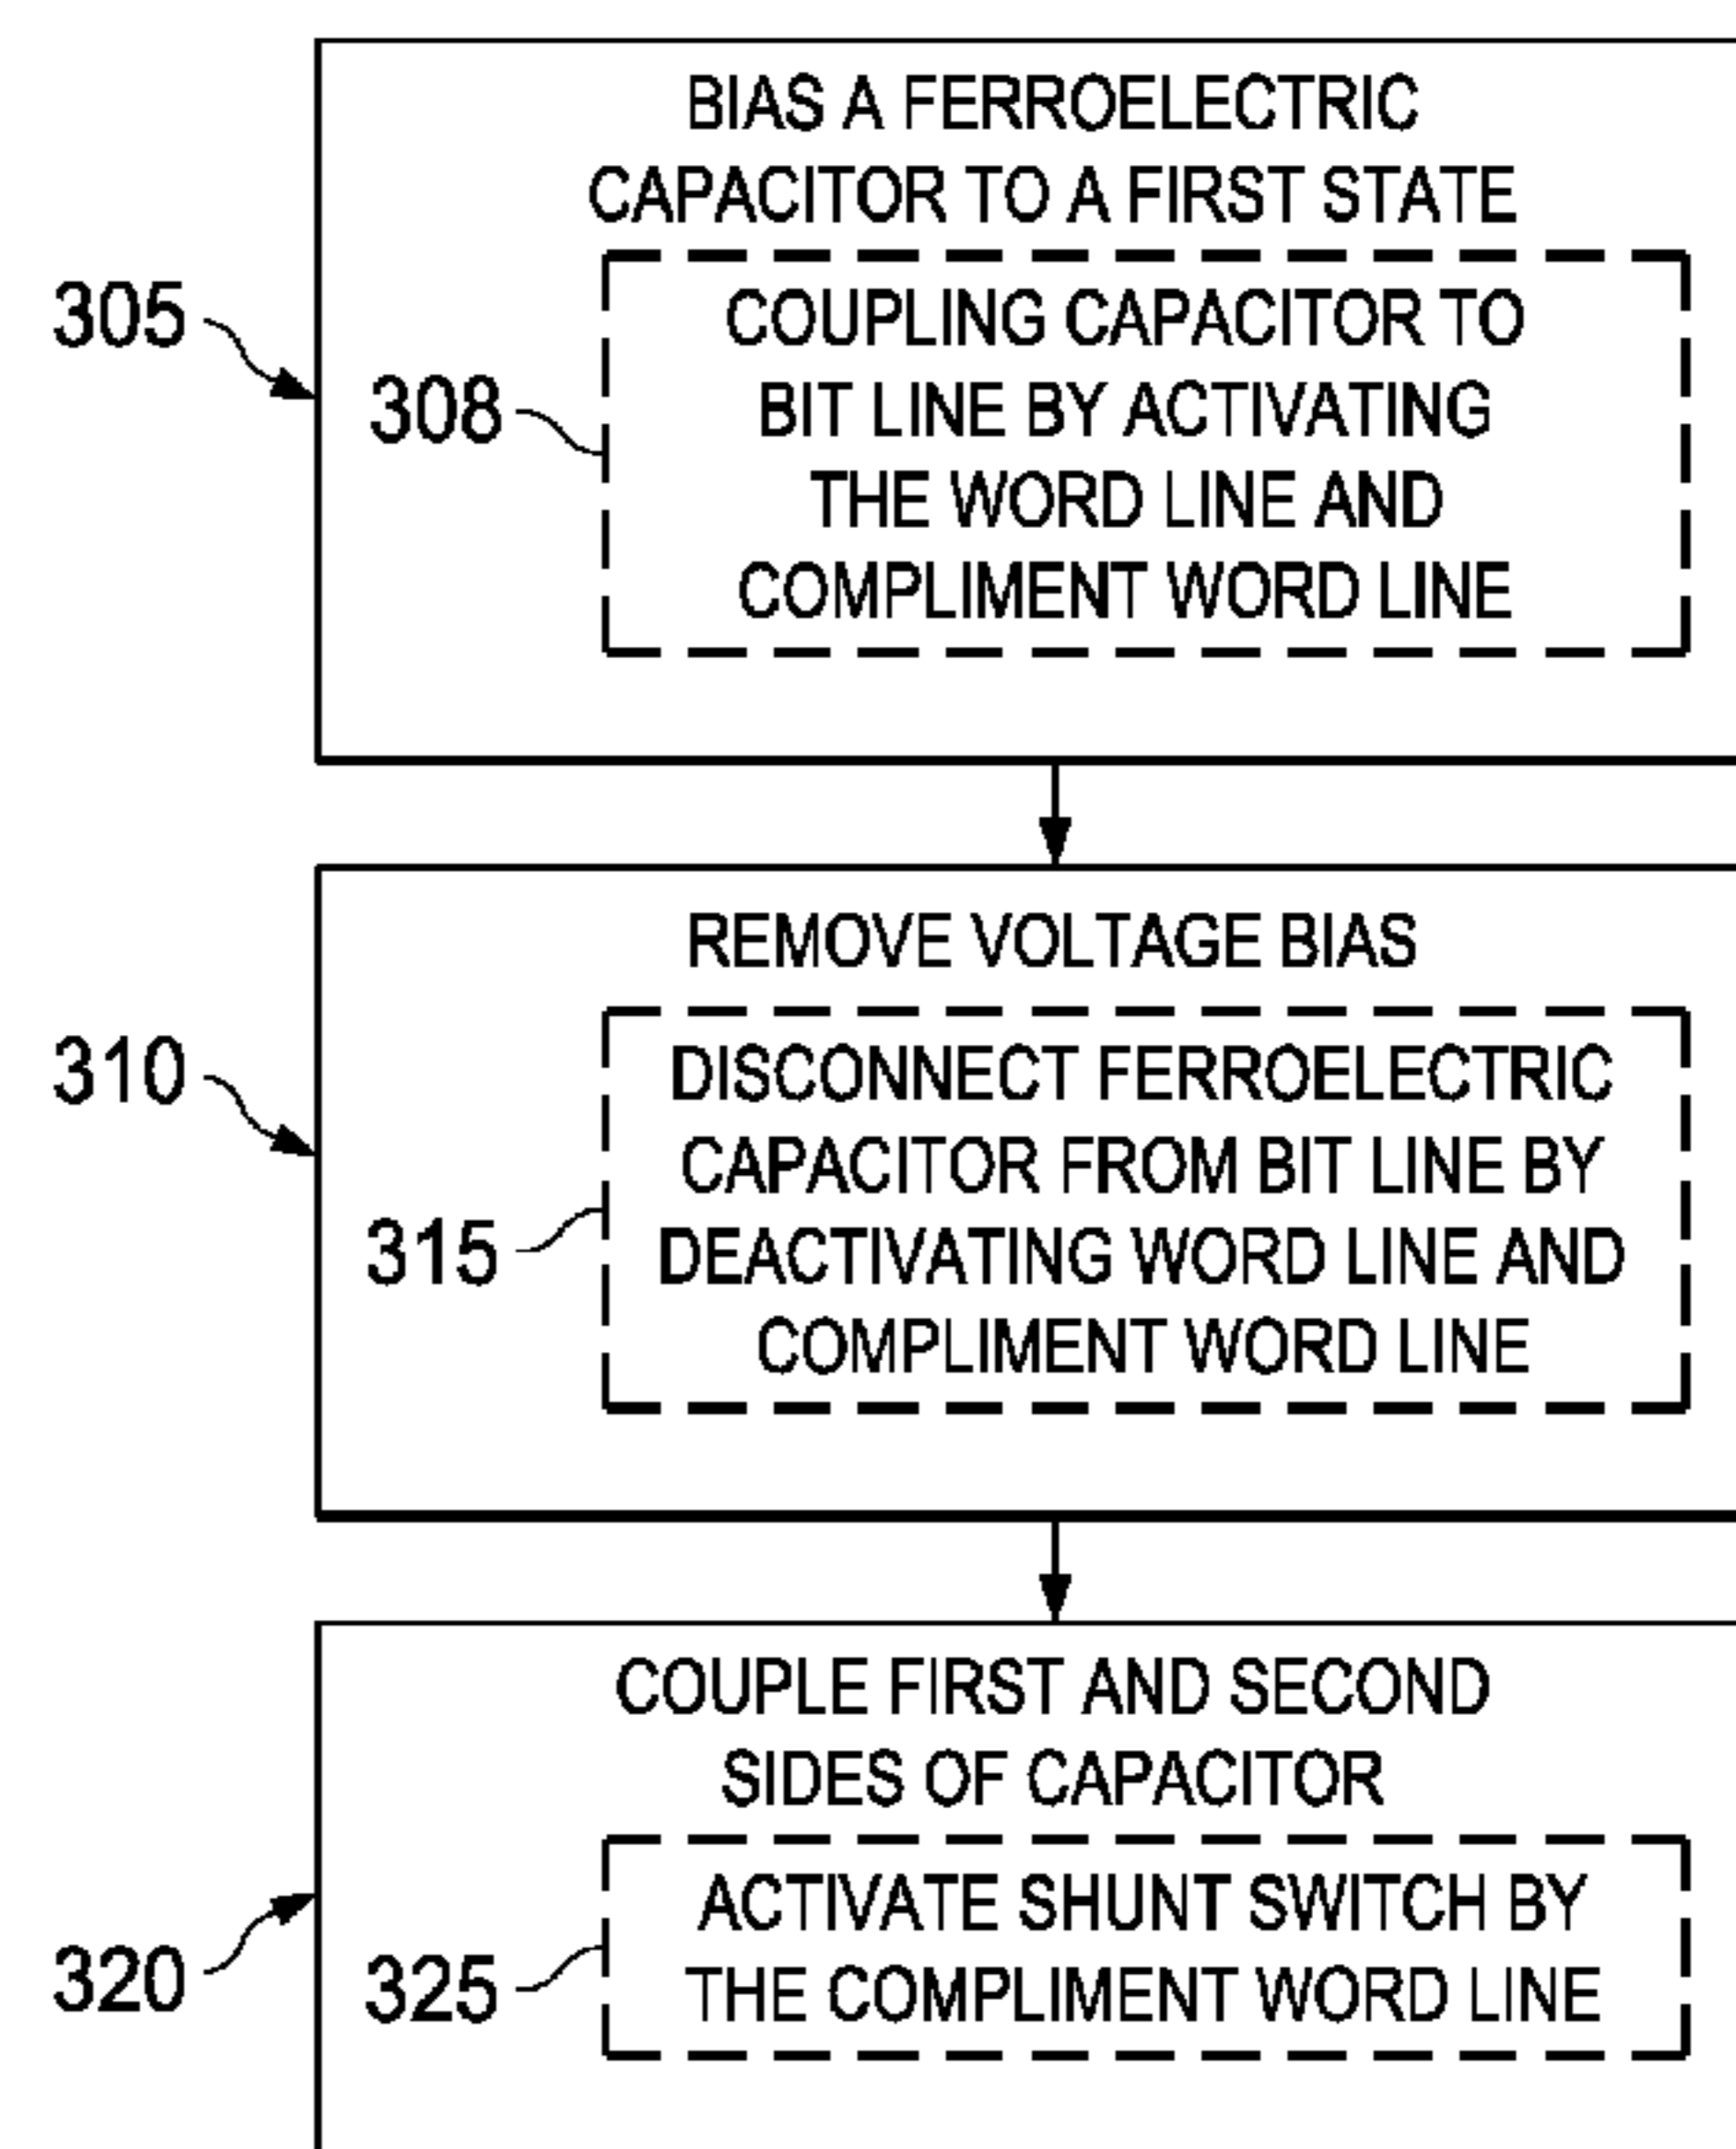 BIAS A FERROELECTRIC
CAPACITOR TO A FIRST STATE
305
308
COUPLING CAPACITOR TO
BIT LINE BY ACTIVATING
THE WORD LINE AND
COMPLIMENT WORD LINE
REMOVE VOLTAGE BIAS
310
315
DISCONNECT FERROELECTRIC
CAPACITOR FROM BIT LINE BY
DEACTIVATING WORD LINE AND
COMPLIMENT WORD LINE
COUPLE FIRST AND SECOND
SIDES OF CAPACITOR
320
325
ACTIVATE SHUNT SWITCH BY
THE COMPLIMENT WORD LINE